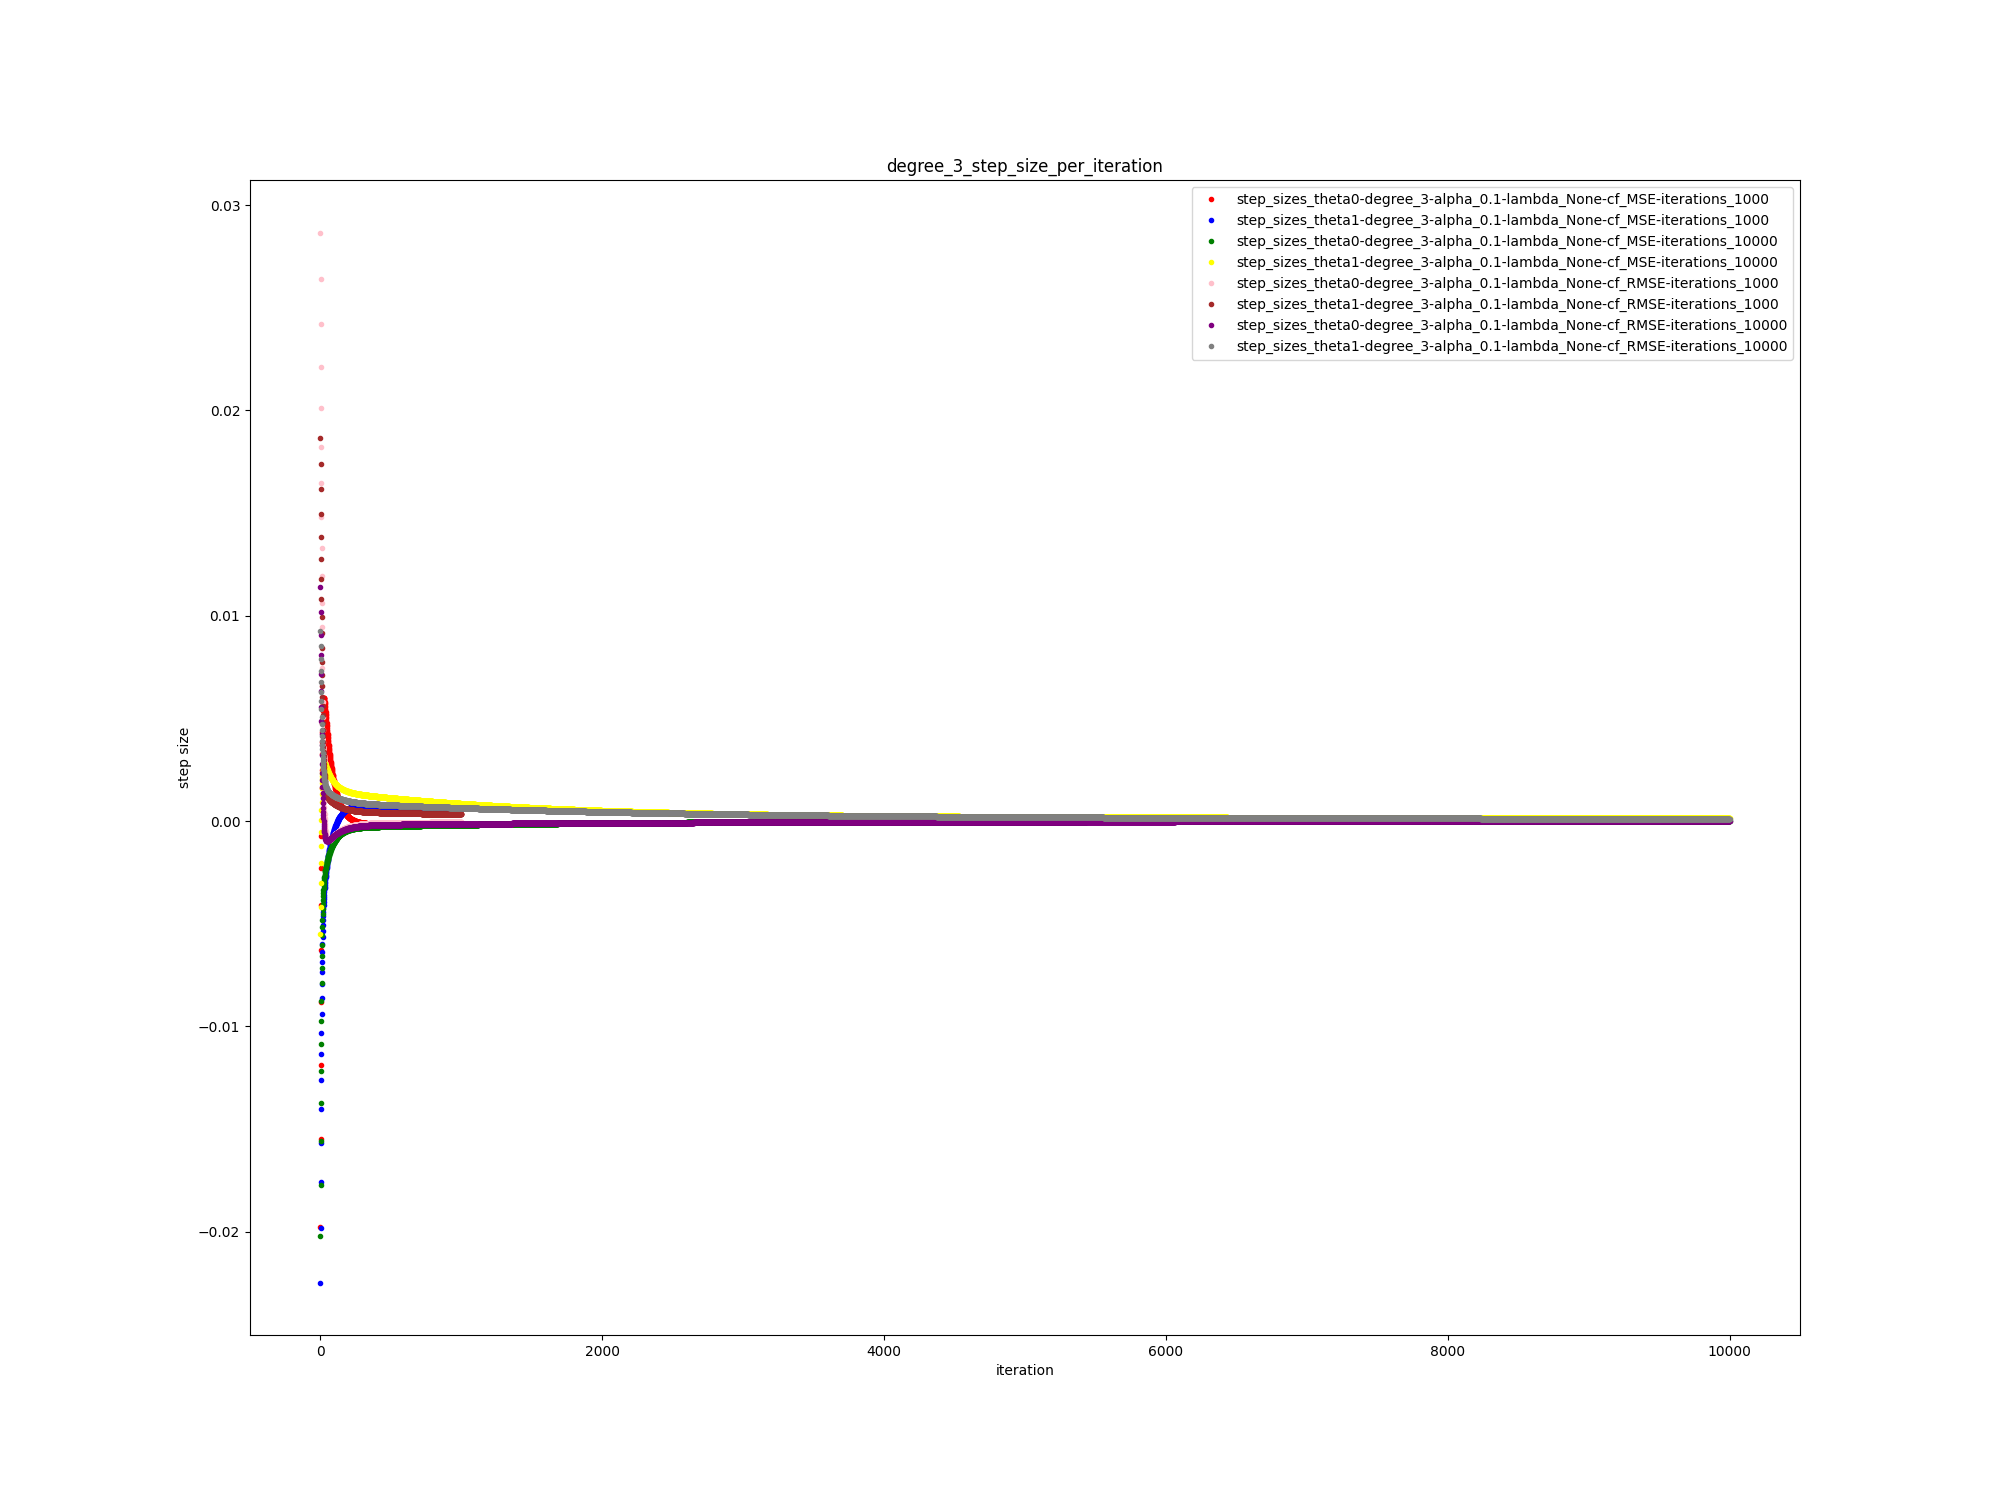 degree_3_step_size_per_iteration
step_sizes_theta0-degree_3-alpha_0.1-lambda_None-cf_MSE-iterations_1000
step_sizes_theta1-degree_3-alpha_0.1-lambda_None-cf_MSE-iterations_1000
step_sizes_theta0-degree_3-alpha_0.1-lambda_None-cf_MSE-iterations_10000
step_sizes_theta1-degree_3-alpha_0.1-lambda_None-cf_MSE-iterations_10000
step_sizes_theta0-degree_3-alpha_0.1-lambda_None-cf_RMSE-iterations_1000
step_sizes_theta1-degree_3-alpha_0.1-lambda_None-cf_RMSE-iterations_1000
step_sizes_theta0-degree_3-alpha_0.1-lambda_None-cf_RMSE-iterations_10000
step_sizes_theta1-degree_3-alpha_0.1-lambda_None-cf_RMSE-iterations_10000
0.03
0.02
0.01
0.00
−0.01
−0.02
step size
0 2000 4000 6000 8000 10000
iteration